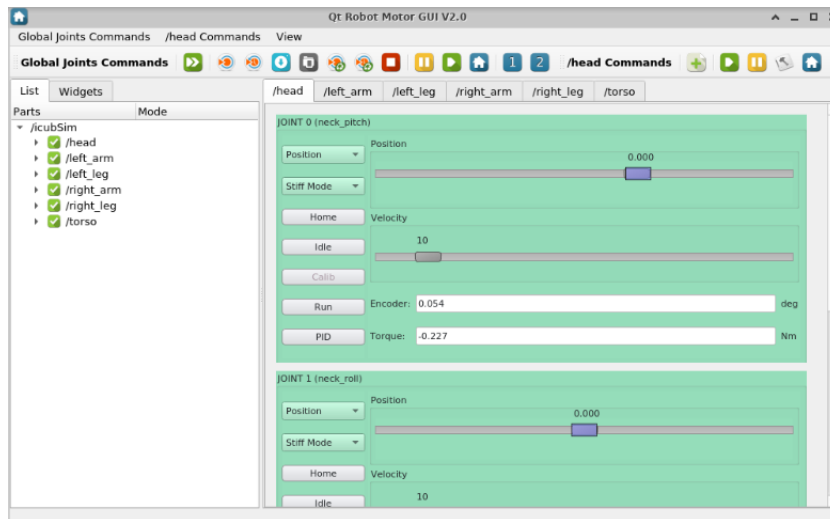 Qt Robot Motor GUI V2.0
Global Joints Commands /head Commands View
Global Joints Commands 1 2 /head Commands
List Widgets
Parts Mode
/icubSim
/head
/left_arm
/left_leg
/right_arm
/right_leg
/torso
/head /left_arm /left_leg /right_arm /right_leg /torso
JOINT 0 (neck_pitch)
Position Position
0.000
Stiff Mode
Home Velocity
10
Idle
Calib
Run Encoder: 0.054 deg
PID Torque: -0.227 Nm
JOINT 1 (neck_roll)
Position Position
0.000
Stiff Mode
Home Velocity
10
Idle